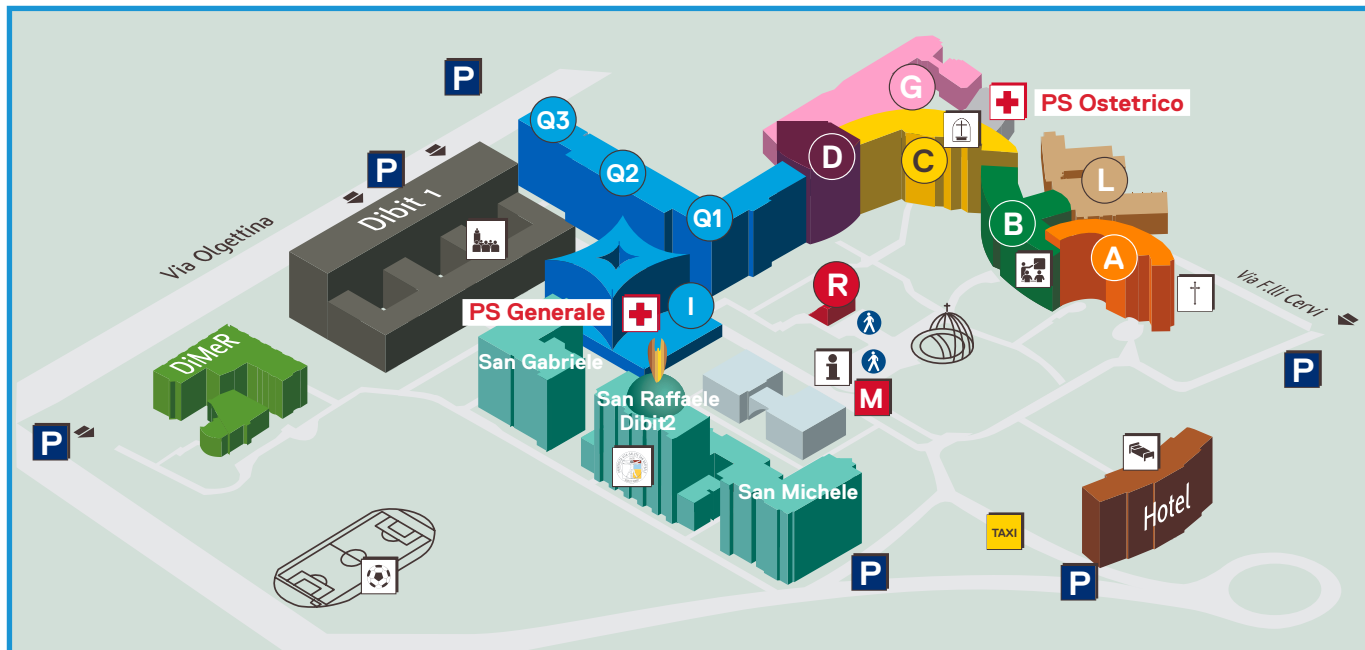 P
P
Via Olgettina
Dibit 1
Q3
Q2
Q1
I
PS Generale
G
PS Ostetrico
D
C
B
L
A
R
Via F.lli Cervi
P
DiMeR
San Gabriele
San Raffaele
Dibit2
San Michele
i
M
P
Hotel
TAXI
P
P